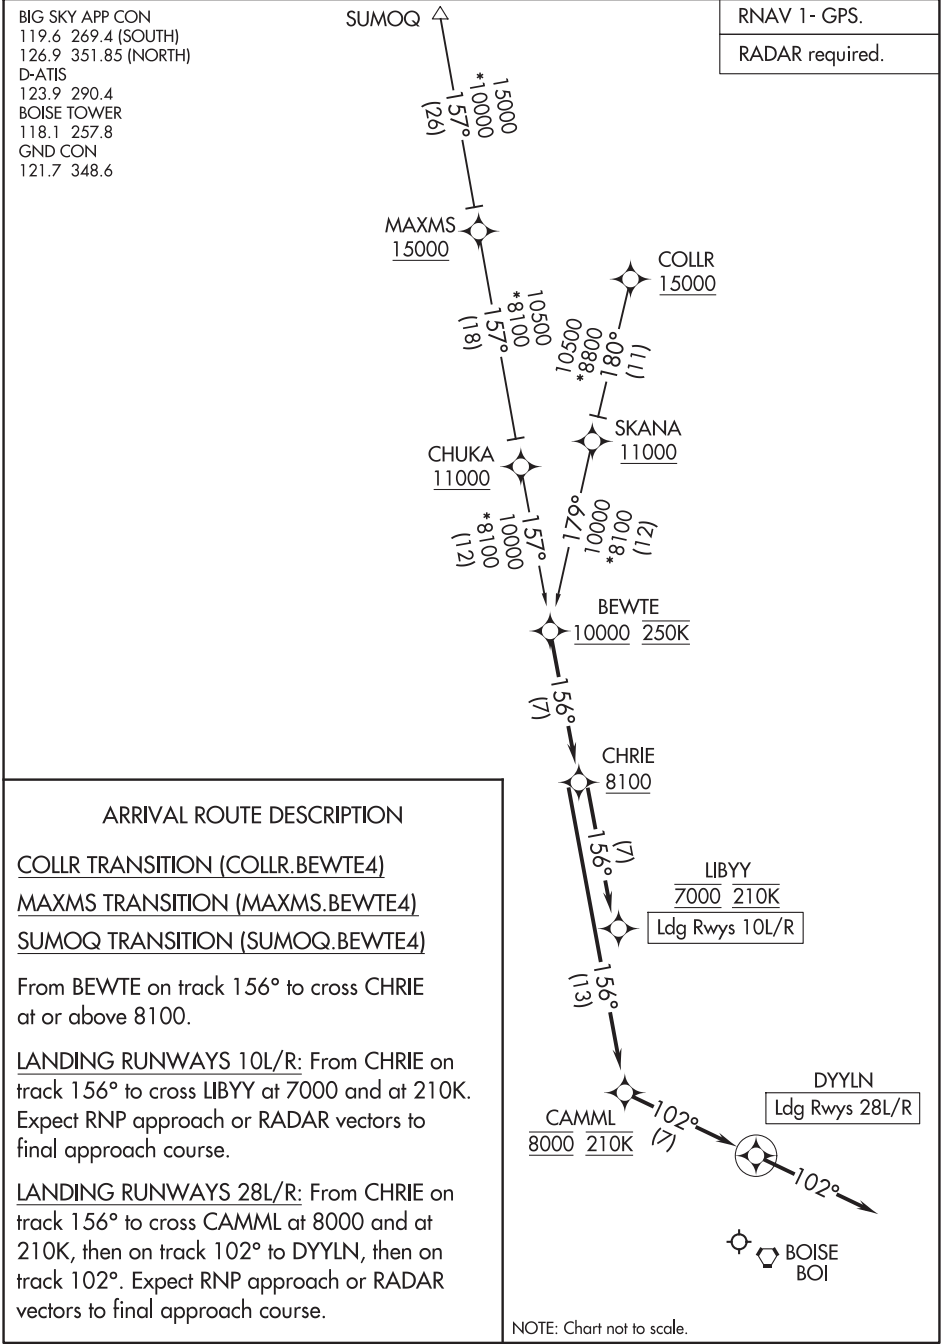 BIG SKY APP CON
119.6 269.4 (SOUTH)
126.9 351.85 (NORTH)
D-ATIS
123.9 290.4
BOISE TOWER
118.1 257.8
GND CON
121.7 348.6
RNAV 1- GPS.
RADAR required.
SUMOQ
15000
*10000
157°
(26)
MAXMS
15000
10500
*8100
157°
(18)
COLLR
15000
10500
*8800
180°
(11)
SKANA
11000
CHUKA
11000
157°
10000
*8100
(12)
179°
10000
*8100
(12)
BEWTE
10000 250K
156°
(7)
CHRIE
8100
(7)
156°
LIBYY
7000 210K
Ldg Rwys 10L/R
156°
(13)
CAMML
8000 210K
102°
(7)
DYYLN
Ldg Rwys 28L/R
102°
BOISE
BOI
ARRIVAL ROUTE DESCRIPTION
COLLR TRANSITION (COLLR.BEWTE4)
MAXMS TRANSITION (MAXMS.BEWTE4)
SUMOQ TRANSITION (SUMOQ.BEWTE4)
From BEWTE on track 156° to cross CHRIE
at or above 8100.
LANDING RUNWAYS 10L/R: From CHRIE on
track 156° to cross LIBYY at 7000 and at 210K.
Expect RNP approach or RADAR vectors to
final approach course.
LANDING RUNWAYS 28L/R: From CHRIE on
track 156° to cross CAMML at 8000 and at
210K, then on track 102° to DYYLN, then on
track 102°. Expect RNP approach or RADAR
vectors to final approach course.
NOTE: Chart not to scale.